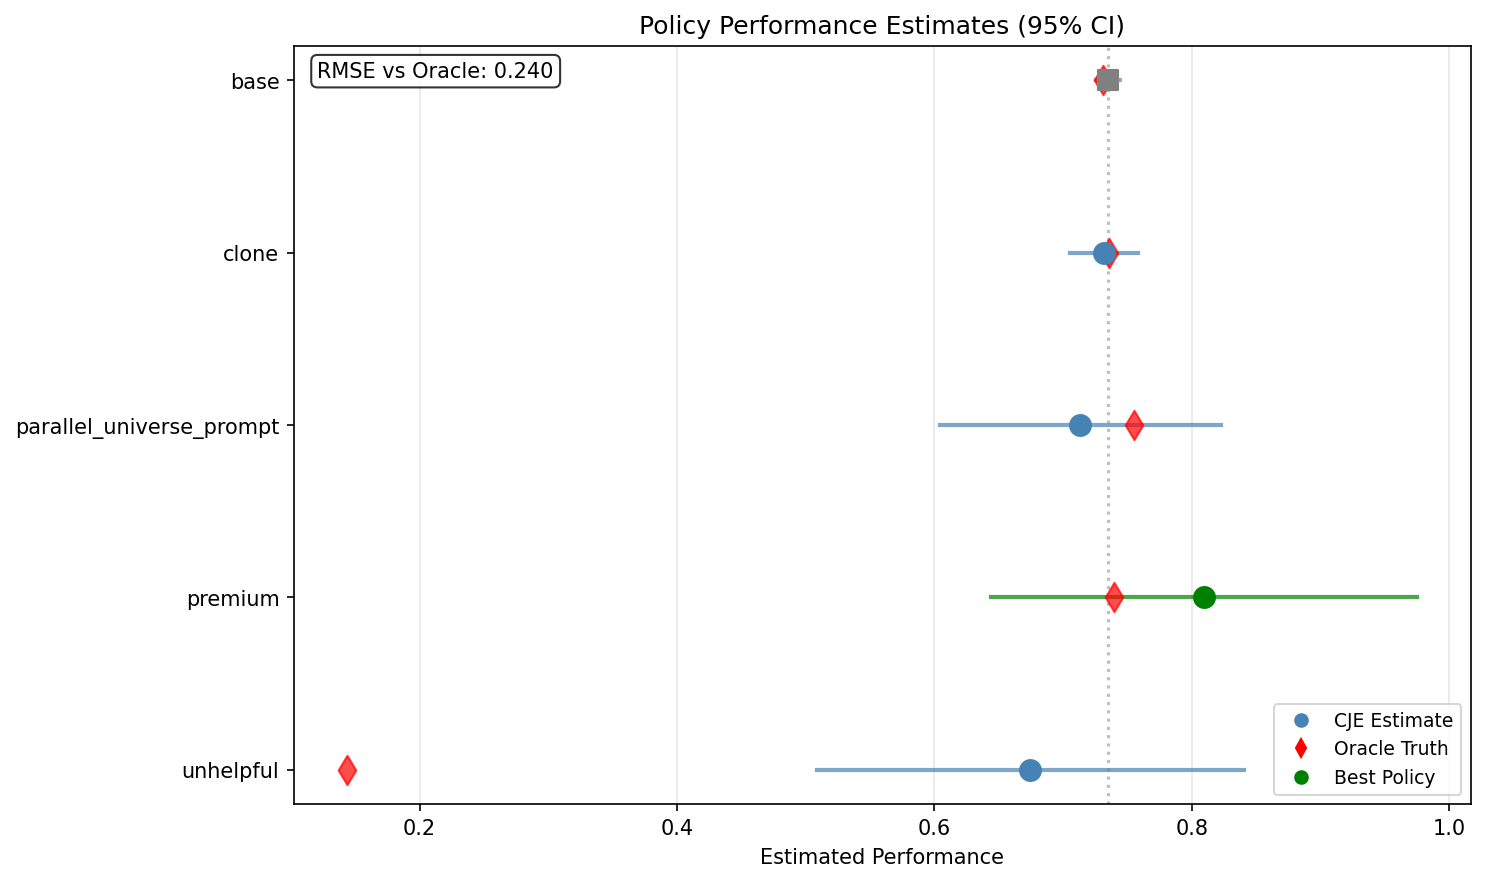 Policy Performance Estimates (95% CI)
RMSE vs Oracle: 0.240
base
clone
parallel_universe_prompt
premium
unhelpful
CJE Estimate
Oracle Truth
Best Policy
0.2 0.4 0.6 0.8 1.0
Estimated Performance